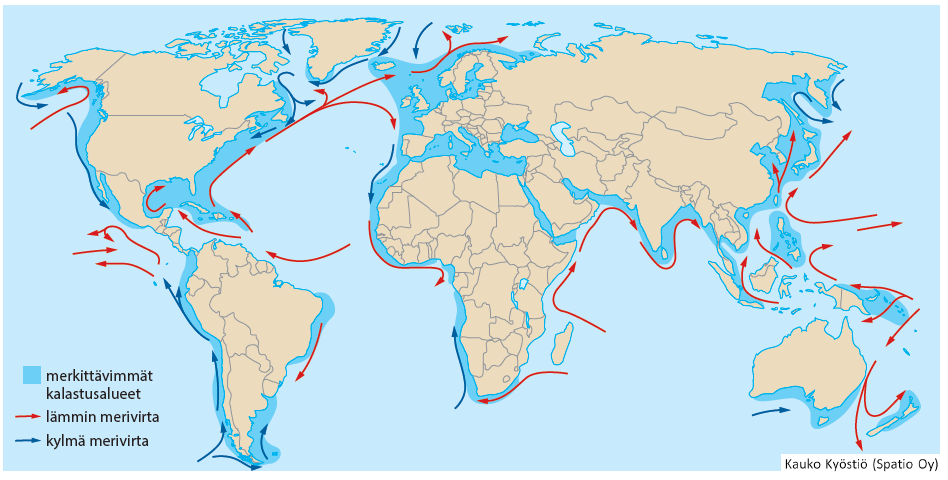 merkittävimmät
kalastusalueet
lämmin merivirta
kylmä merivirta
Kauko Kyöstiö (Spatio Oy)